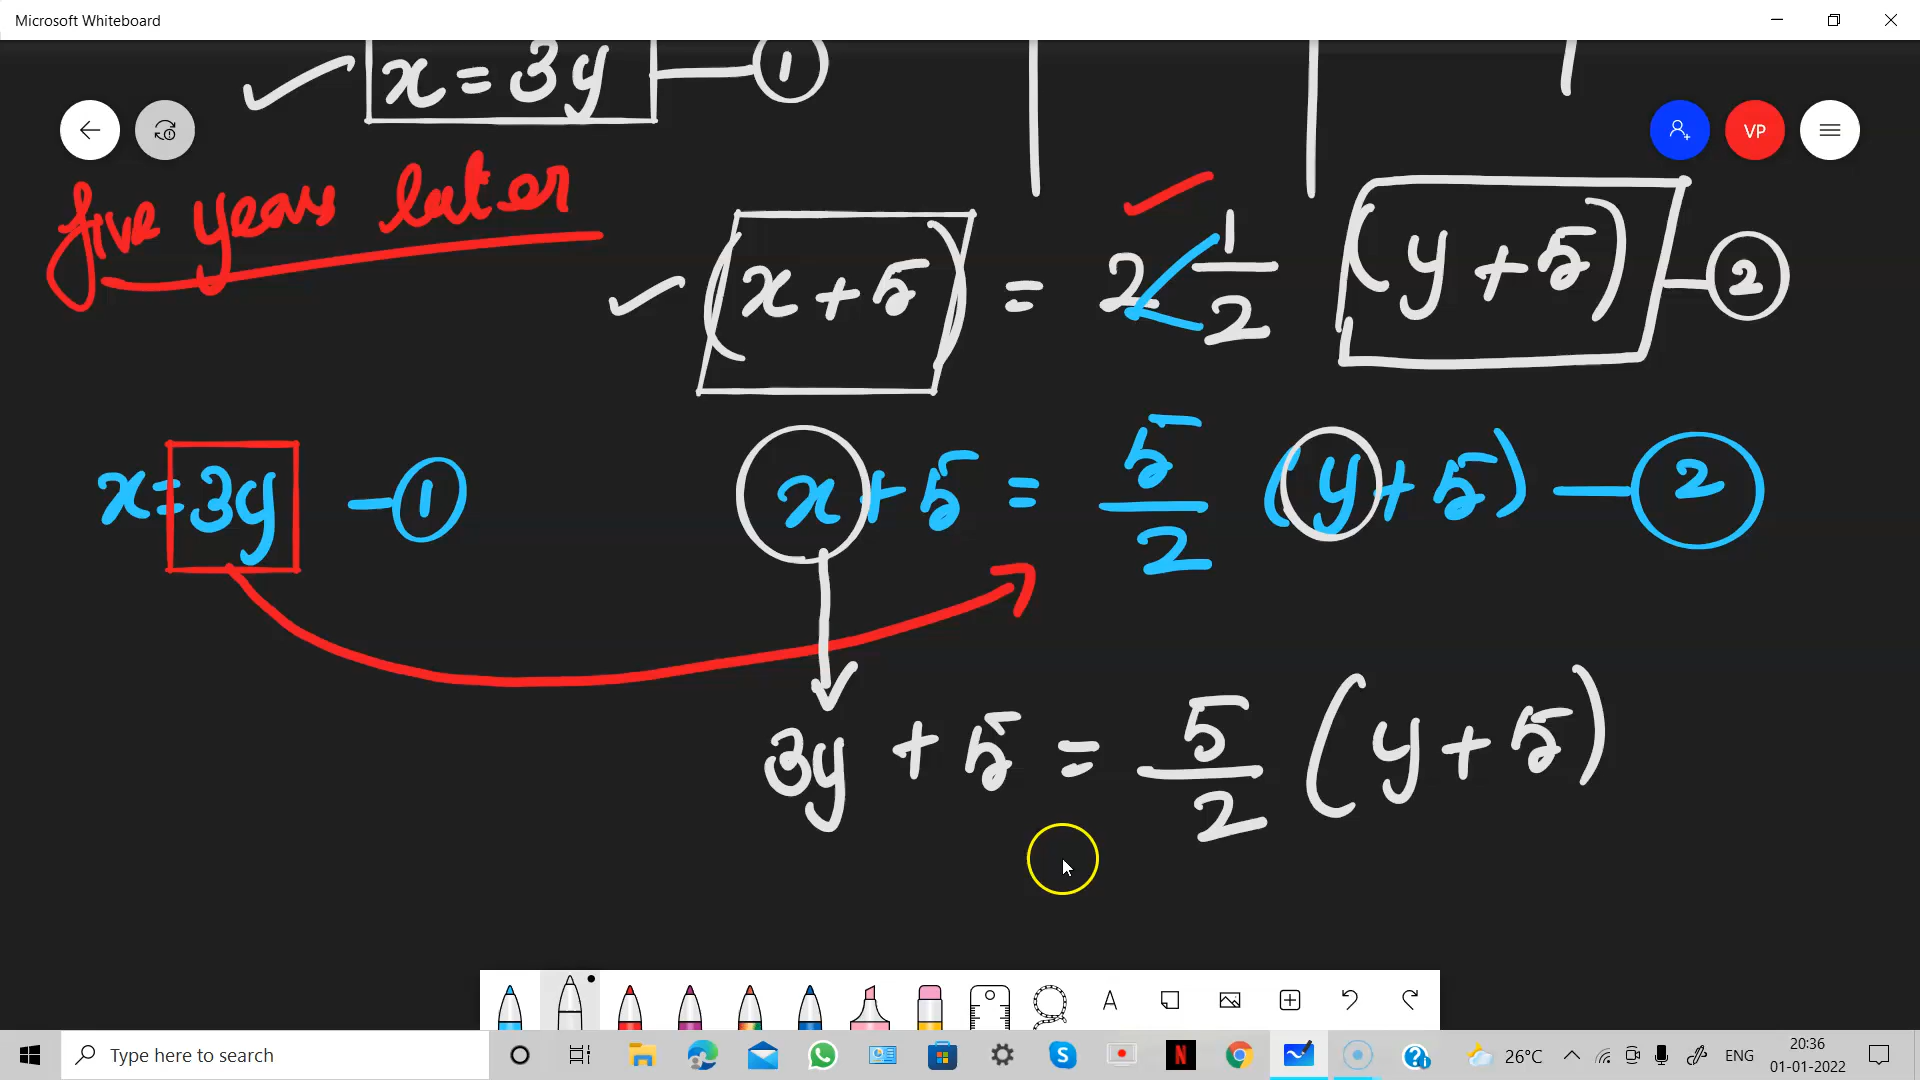 Microsoft Whiteboard
x = 3y — 1
VP
five years later
(x + 5) = 2 1/2 (y + 5) — 2
x = 3y — 1
x + 5 = 5/2 (y + 5) — 2
3y + 5 = 5/2 (y + 5)
A
Type here to search
26°C
ENG
20:36
01-01-2022